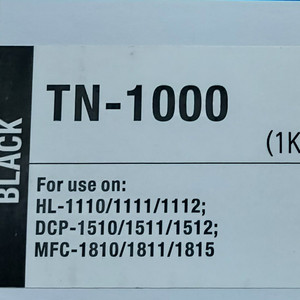 BLACK
TN-1000
(1K
For use on:
HL-1110/1111/1112;
DCP-1510/1511/1512;
MFC-1810/1811/1815